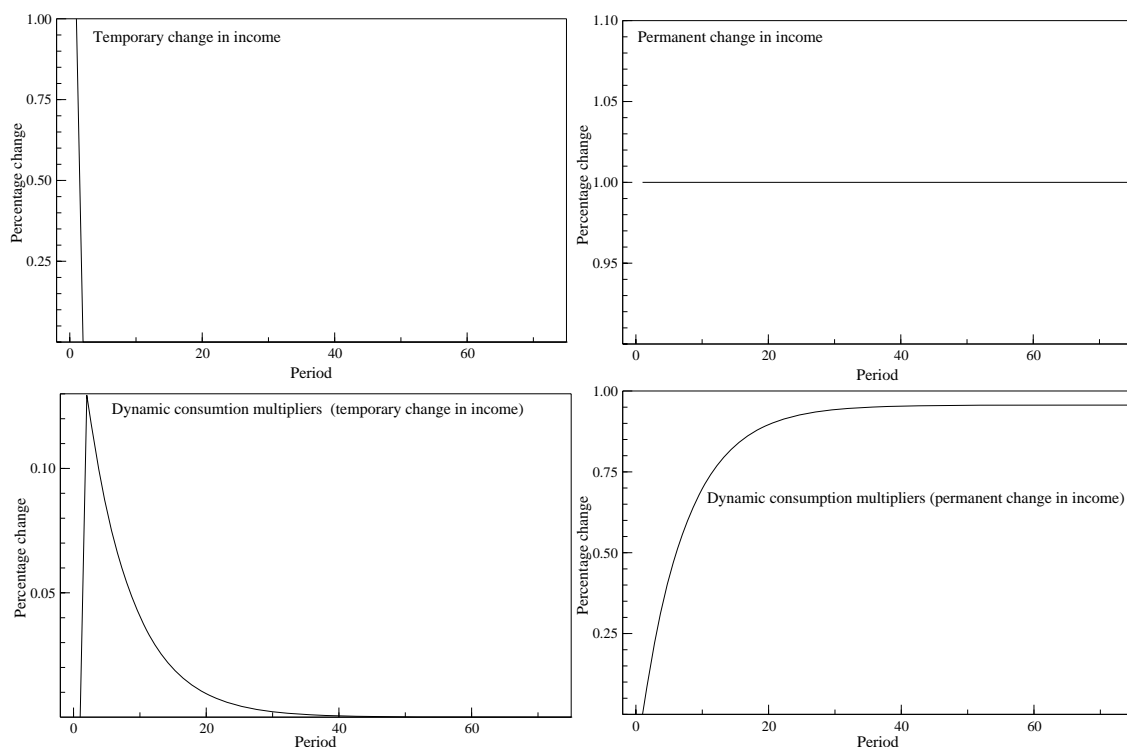 1.00
Temporary change in income
0.75
0.50
0.25
Percentage change
0 20 40 60
Period
1.10
Permanent change in income
1.05
1.00
0.95
Percentage change
0 20 40 60
Period
Dynamic consumtion multipliers (temporary change in income)
0.10
0.05
Percentage change
0 20 40 60
Period
1.00
0.75
Dynamic consumption multipliers (permanent change in income)
0.50
0.25
Percentage change
0 20 40 60
Period